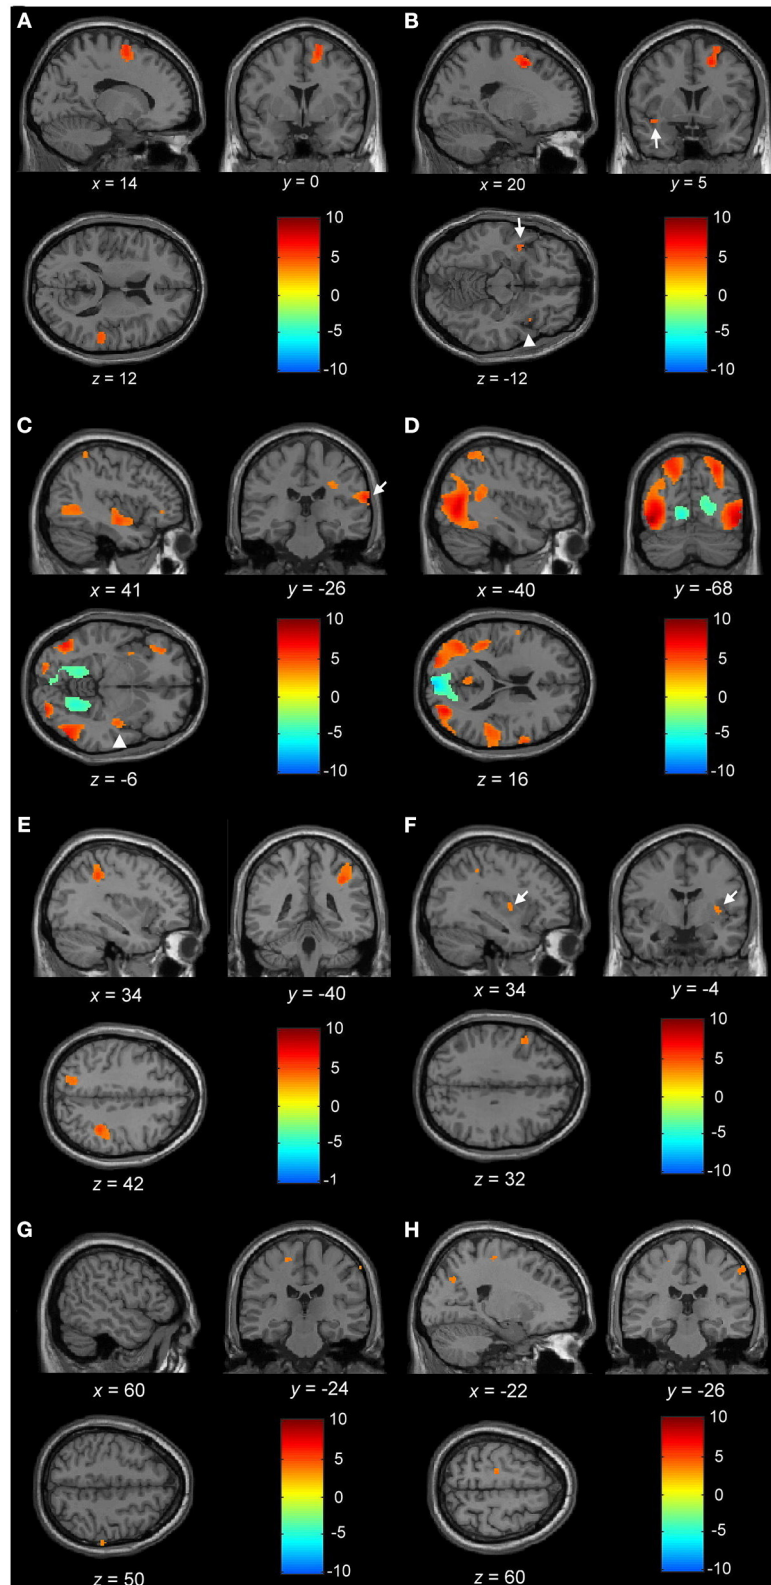 A
B
x = 14
y = 0
x = 20
y = 5
10
5
0
-5
-10
10
5
0
-5
-10
z = 12
z = -12
C
D
x = 41
y = -26
x = -40
y = -68
10
5
0
-5
-10
10
5
0
-5
-10
z = -6
z = 16
E
F
x = 34
y = -40
x = 34
y = -4
10
5
0
-5
-1
10
5
0
-5
-10
z = 42
z = 32
G
H
x = 60
y = -24
x = -22
y = -26
10
5
0
-5
-10
10
5
0
-5
-10
z = 50
z = 60